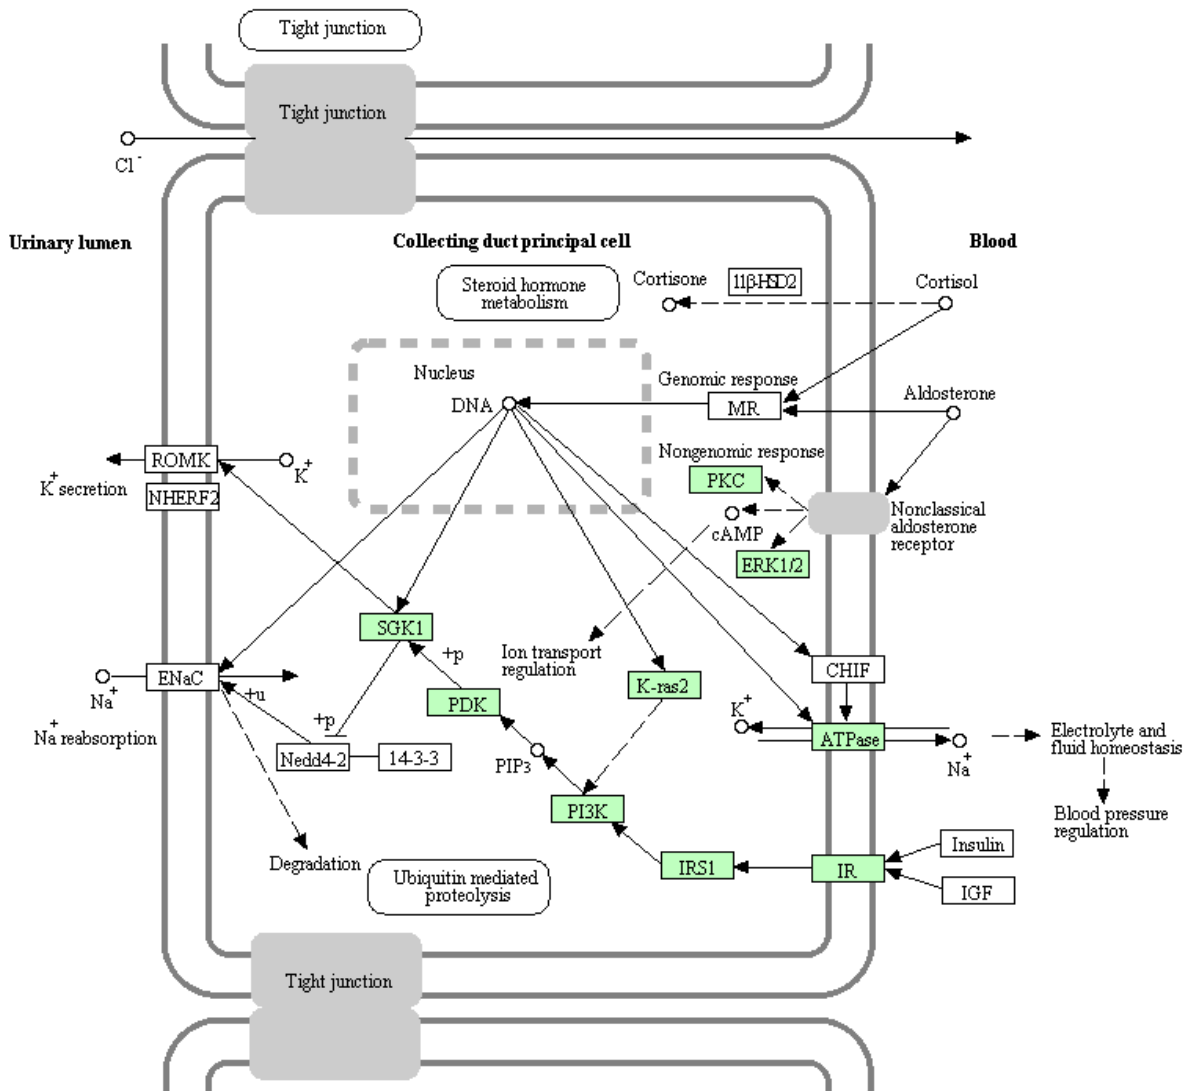 Tight junction
Tight junction
Cl-
Urinary lumen
Collecting duct principal cell
Blood
Steroid hormone
metabolism
Cortisone
11β-HSD2
Cortisol
Nucleus
DNA
Genomic response
MR
Aldosterone
ROMK
K+
K+ secretion
NHERF2
Nongenomic response
PKC
cAMP
ERK1/2
Nonclassical
aldosterone
receptor
SGK1
+p
Ion transport
regulation
CHIF
ENaC
Na+
+u
K-ras2
PDK
K+
Na+ reabsorption
+p
ATPase
Na+
Electrolyte and
fluid homeostasis
Nedd4-2
14-3-3
PIP3
PI3K
Blood pressure
regulation
Degradation
Insulin
IRS1
IR
Ubiquitin mediated
proteolysis
IGF
Tight junction